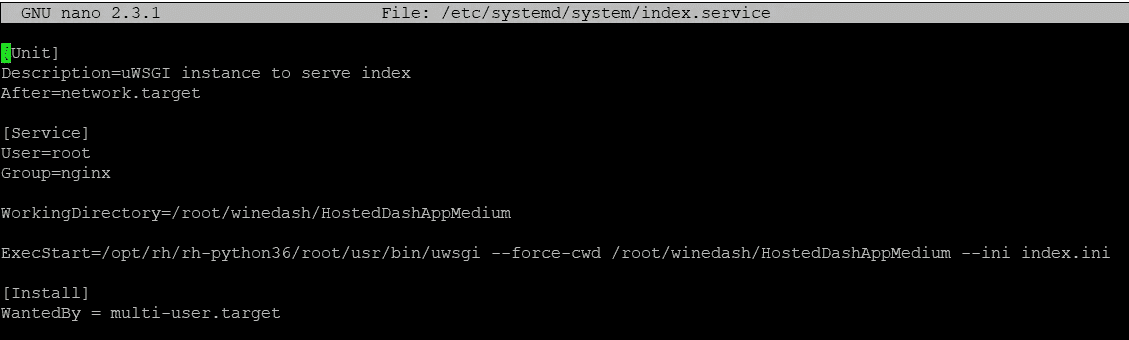 GNU nano 2.3.1 File: /etc/systemd/system/index.service
[Unit]
Description=uWSGI instance to serve index
After=network.target
[Service]
User=root
Group=nginx
WorkingDirectory=/root/winedash/HostedDashAppMedium
ExecStart=/opt/rh/rh-python36/root/usr/bin/uwsgi --force-cwd /root/winedash/HostedDashAppMedium --ini index.ini
[Install]
WantedBy = multi-user.target